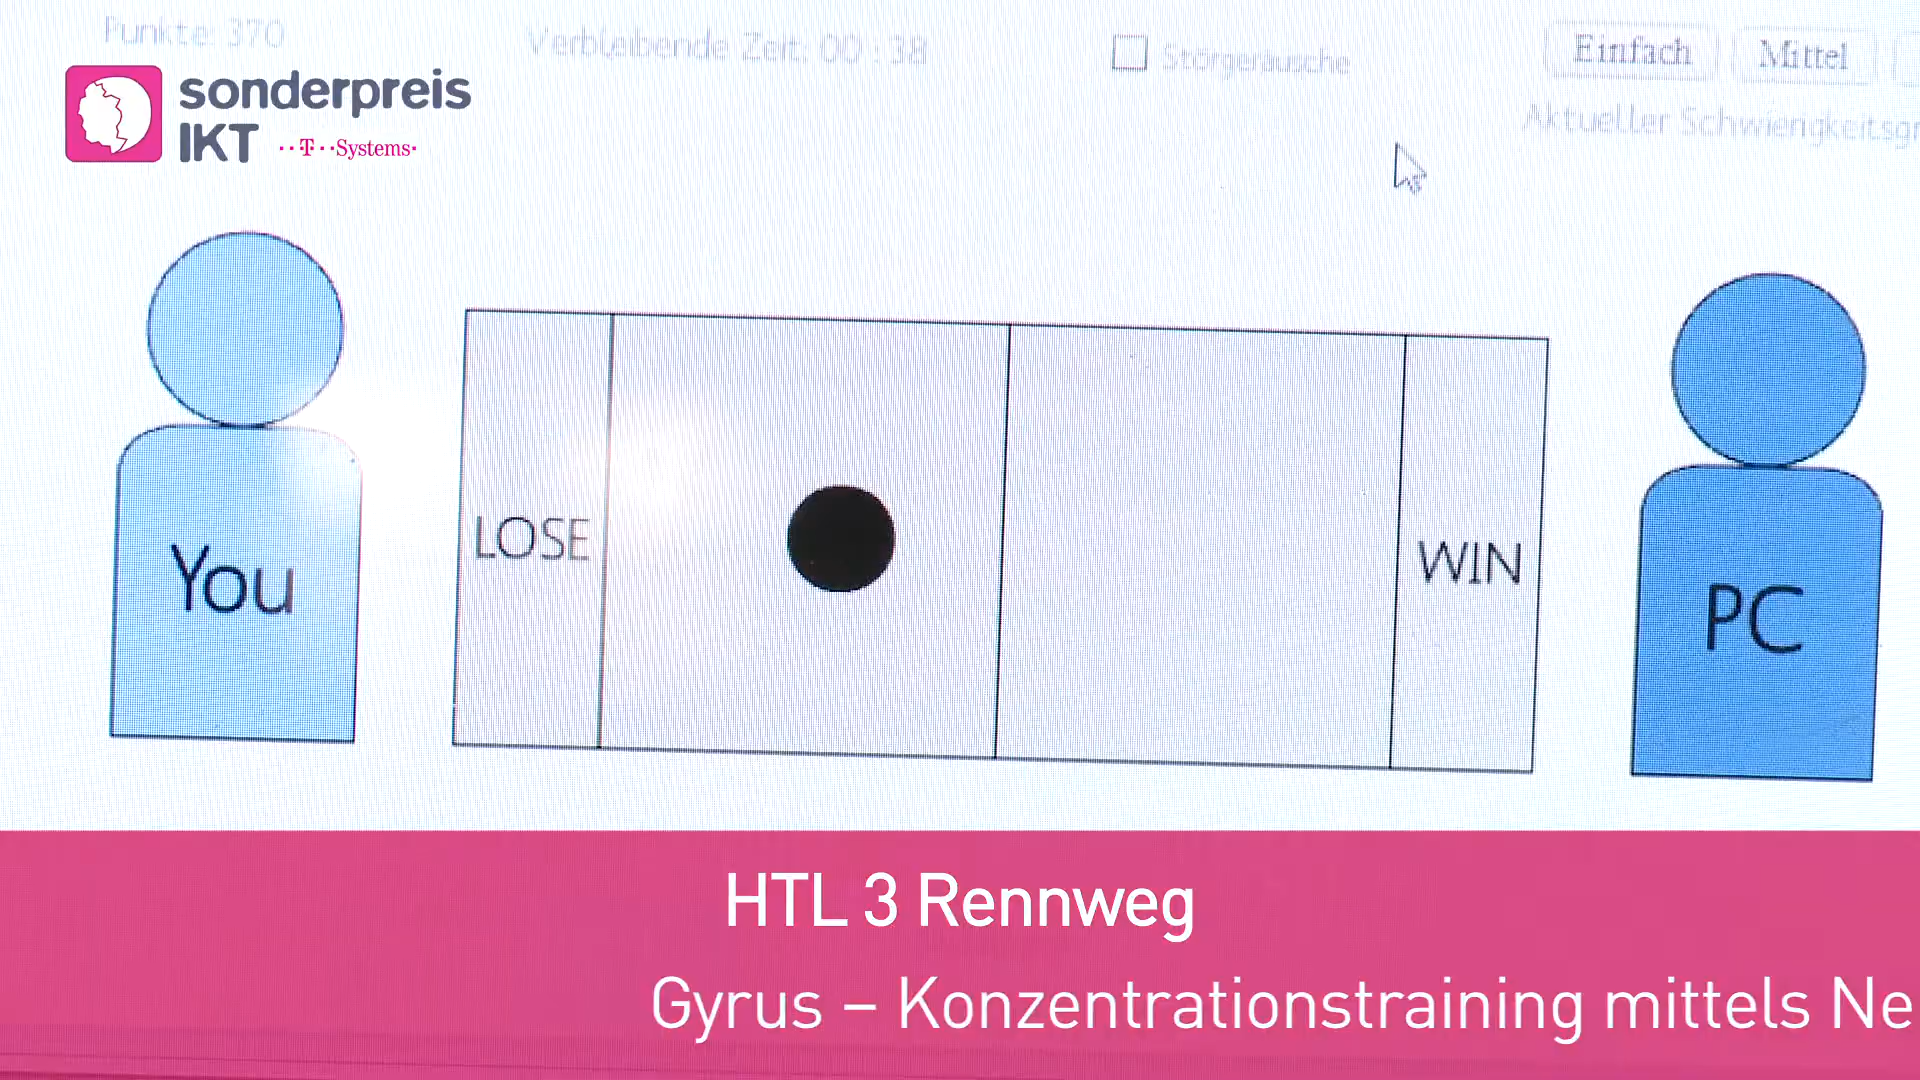 Punkte: 370
Verbleibende Zeit: 00:38
Störgeräusche
Einfach
Mittel
Aktueller Schwierigkeitsgr
sonderpreis
IKT
··T··Systems·
You
LOSE
WIN
PC
HTL 3 Rennweg
Gyrus – Konzentrationstraining mittels Ne